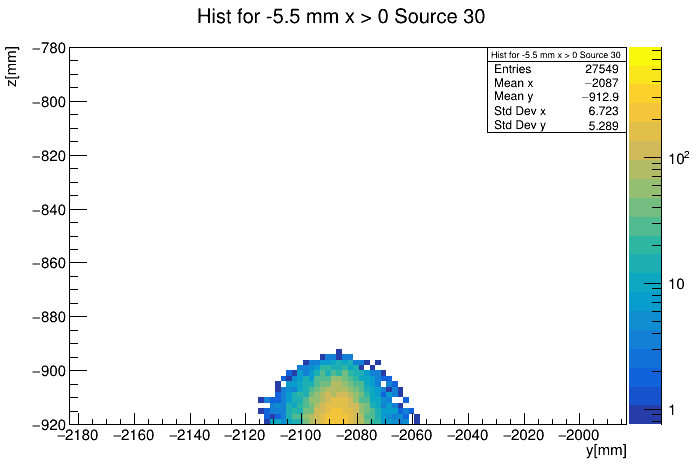 Hist for -5.5 mm x > 0 Source 30
z[mm]
−780
−800
−820
−840
−860
−880
−900
−920
Hist for -5.5 mm x > 0 Source 30
Entries 27549
Mean x −2087
Mean y −912.9
Std Dev x 6.723
Std Dev y 5.289
10²
10
1
−2180 −2160 −2140 −2120 −2100 −2080 −2060 −2040 −2020 −2000
y[mm]